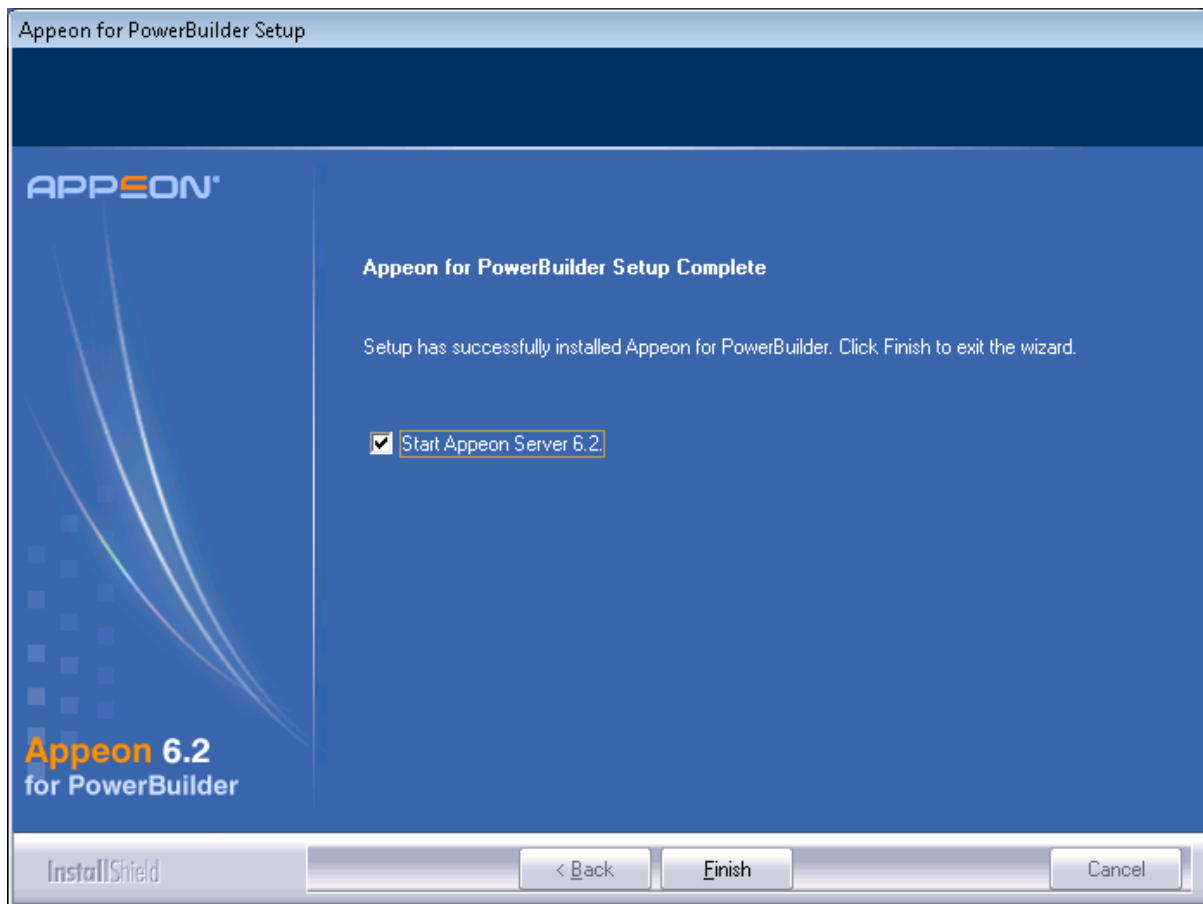 Appeon for PowerBuilder Setup
APPEON®
Appeon for PowerBuilder Setup Complete
Setup has successfully installed Appeon for PowerBuilder. Click Finish to exit the wizard.
Start Appeon Server 6.2.
Appeon 6.2
for PowerBuilder
InstallShield
< Back
Finish
Cancel